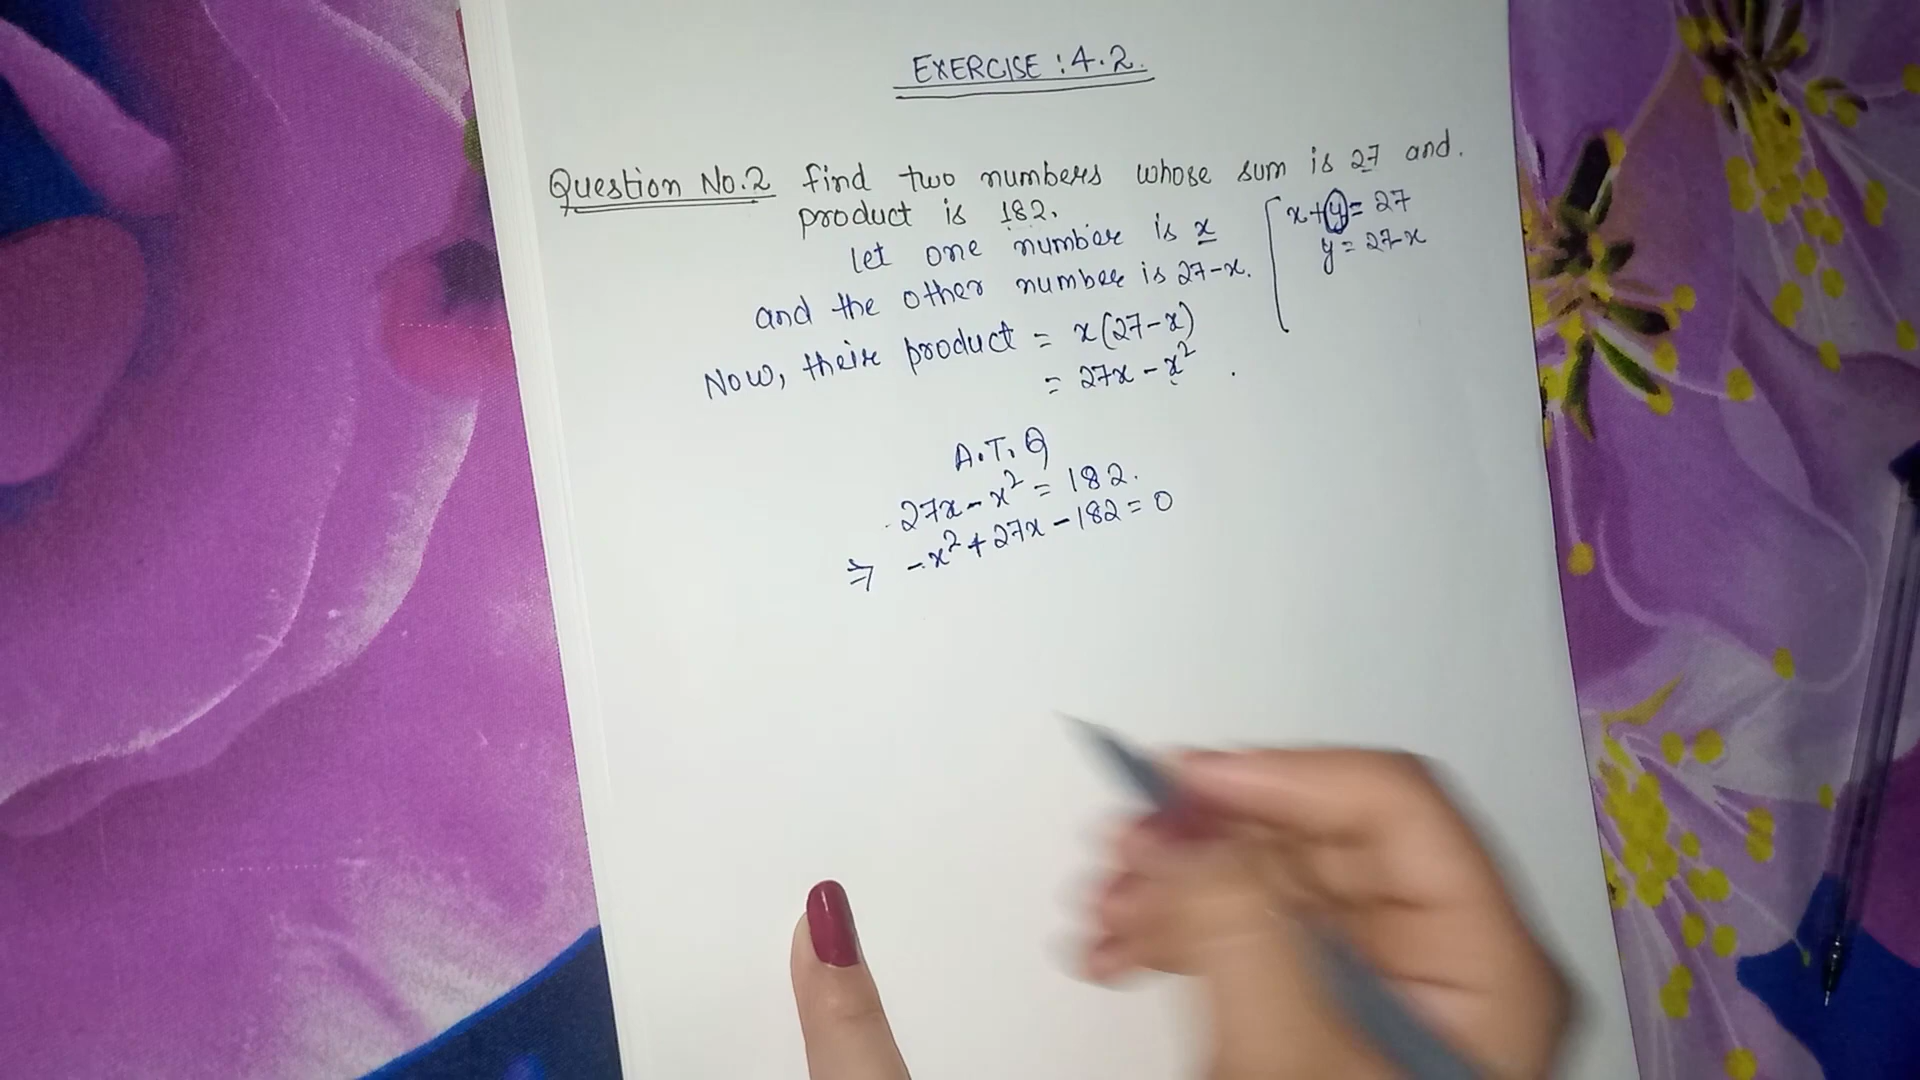 EXERCISE : 4.2.
Question No.2 find two numbers whose sum is 27 and.
product is 182.
let one number is x
and the other number is 27-x.
x+y = 27
y = 27-x
Now, their product = x(27-x)
= 27x - x²
A.T.Q
27x - x² = 182.
⇒ -x² + 27x - 182 = 0